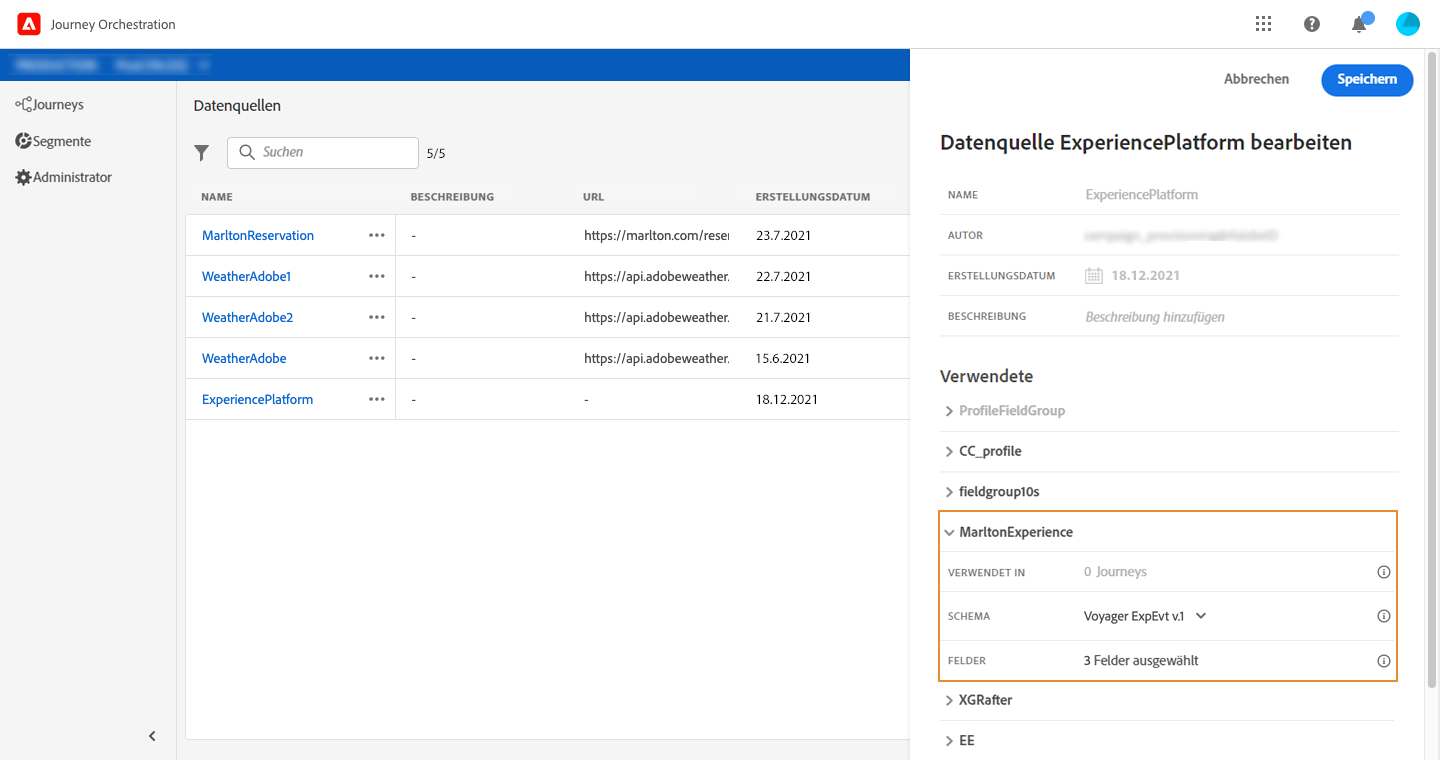 Journey Orchestration
Journeys
Segmente
Administrator
Datenquellen
Suchen
5/5
NAME BESCHREIBUNG URL ERSTELLUNGSDATUM
MarltonReservation ••• - https://marlton.com/reser 23.7.2021
WeatherAdobe1 ••• - https://api.adobeweather. 22.7.2021
WeatherAdobe2 ••• - https://api.adobeweather. 21.7.2021
WeatherAdobe ••• - https://api.adobeweather. 15.6.2021
ExperiencePlatform ••• - - 18.12.2021
Abbrechen Speichern
Datenquelle ExperiencePlatform bearbeiten
NAME ExperiencePlatform
AUTOR
ERSTELLUNGSDATUM 18.12.2021
BESCHREIBUNG Beschreibung hinzufügen
Verwendete
ProfileFieldGroup
CC_profile
fieldgroup10s
MarltonExperience
VERWENDET IN 0 Journeys
SCHEMA Voyager ExpEvt v.1
FELDER 3 Felder ausgewählt
XGRafter
EE